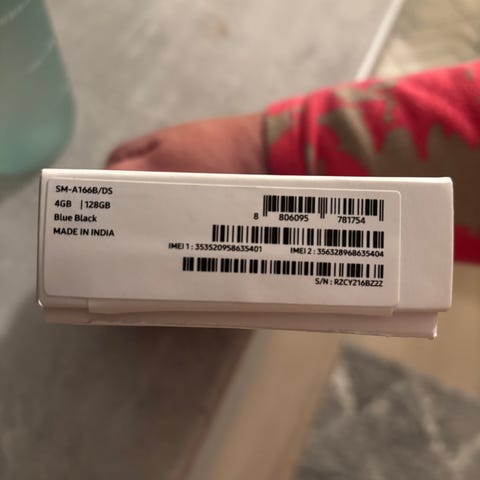 SM-A166B/DS
4GB | 128GB
Blue Black
MADE IN INDIA
8 806095 781754
IMEI 1 : 353520958635401 IMEI 2 : 356328968635404
S/N : RZCY216BZZZ